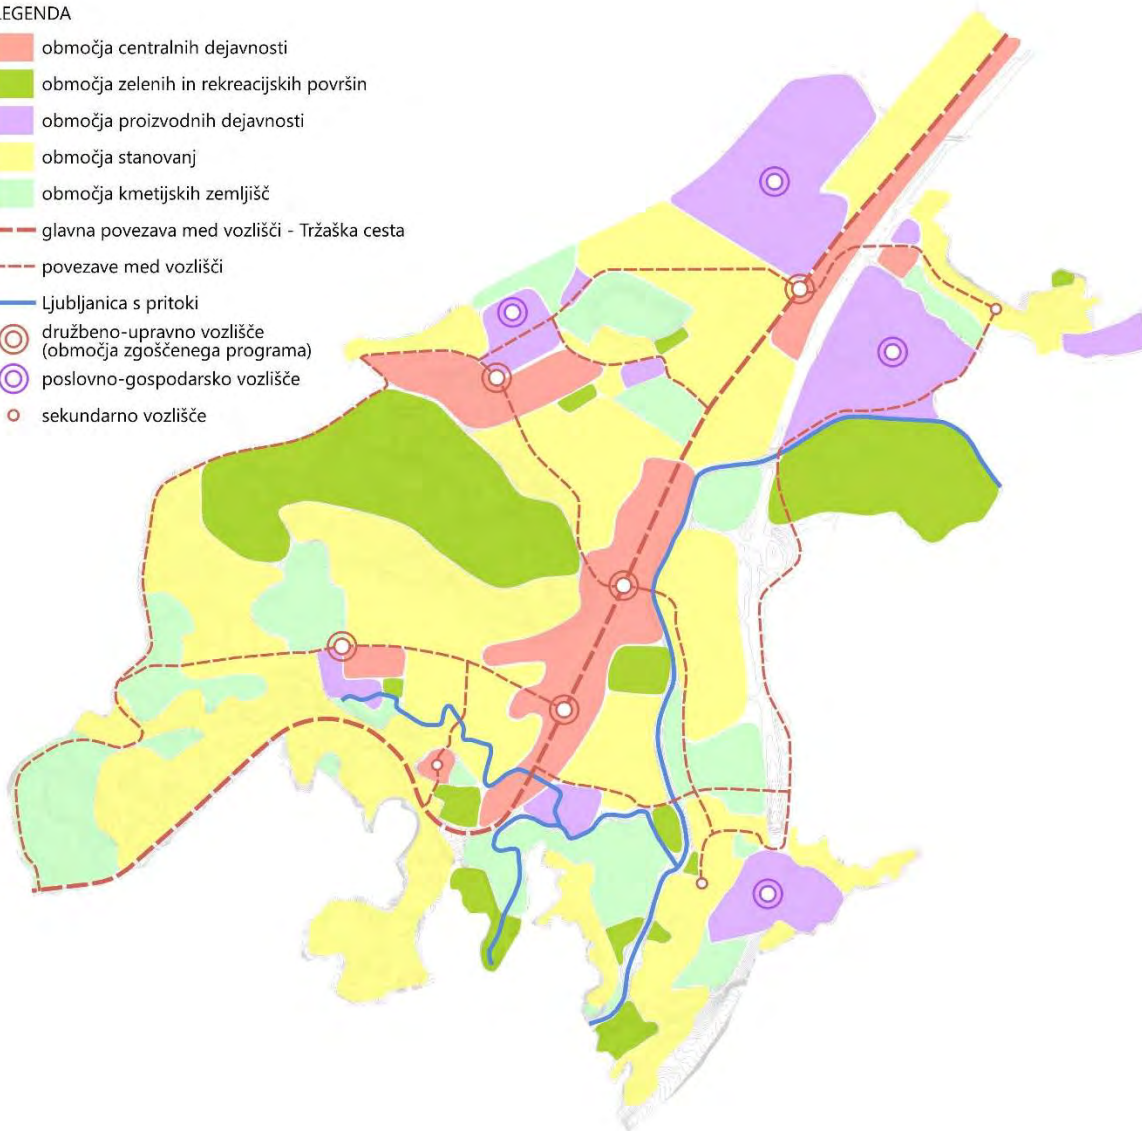 LEGENDA
območja centralnih dejavnosti
območja zelenih in rekreacijskih površin
območja proizvodnih dejavnosti
območja stanovanj
območja kmetijskih zemljišč
glavna povezava med vozlišči - Tržaška cesta
povezave med vozlišči
Ljubljanica s pritoki
družbeno-upravno vozlišče
(območja zgoščenega programa)
poslovno-gospodarsko vozlišče
sekundarno vozlišče